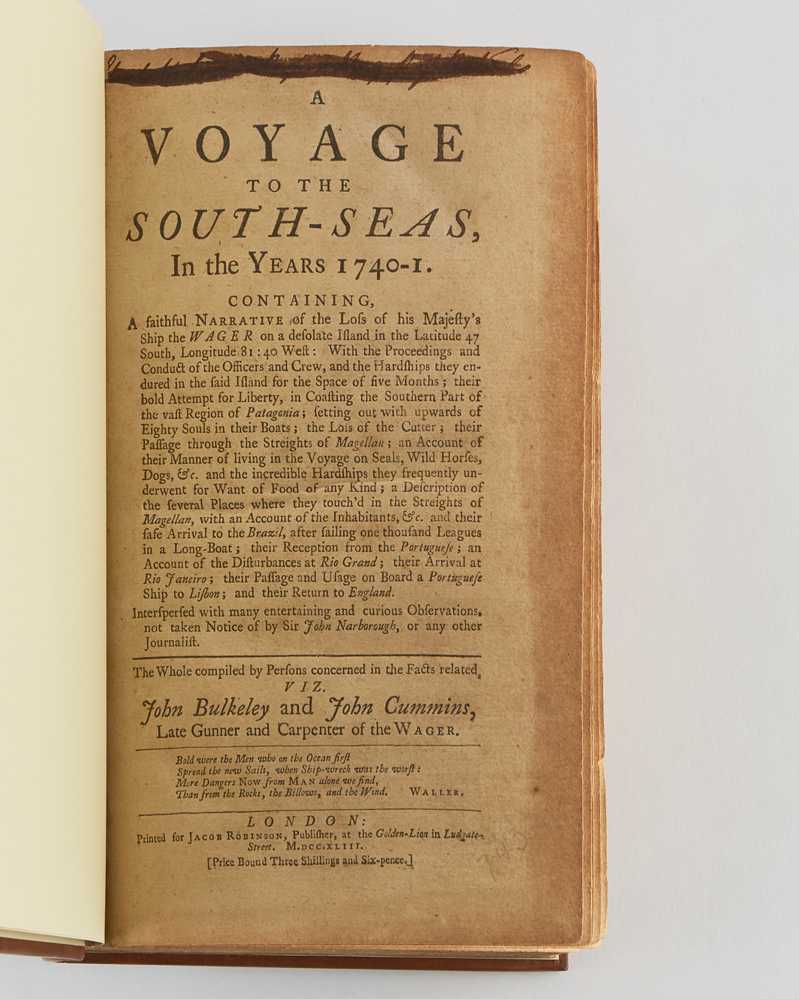 A
VOYAGE
TO THE
SOUTH-SEAS,
In the YEARS 1740-1.
CONTAINING,
A faithful NARRATIVE of the Loſs of his Majeſty's
Ship the WAGER on a deſolate Iſland in the Latitude 47
South, Longitude 81:40 Weſt: With the Proceedings and
Conduct of the Officers and Crew, and the Hardſhips they en-
dured in the ſaid Iſland for the Space of five Months; their
bold Attempt for Liberty, in Coaſting the Southern Part of
the vaſt Region of Patagonia; ſetting out with upwards of
Eighty Souls in their Boats; the Loſs of the Cutter; their
Paſſage through the Streights of Magellan; an Account of
their Manner of living in the Voyage on Seals, Wild Horſes,
Dogs, &c. and the incredible Hardſhips they frequently un-
derwent for Want of Food of any Kind; a Deſcription of
the ſeveral Places where they touch'd in the Streights of
Magellan, with an Account of the Inhabitants, &c. and their
ſafe Arrival to the Brazil, after ſailing one thouſand Leagues
in a Long-Boat; their Reception from the Portugueſe; an
Account of the Diſturbances at Rio Grand; their Arrival at
Rio Janeiro; their Paſſage and Uſage on Board a Portugueſe
Ship to Liſbon; and their Return to England.
Interſperſed with many entertaining and curious Obſervations,
not taken Notice of by Sir John Narborough, or any other
Journaliſt.
The Whole compiled by Perſons concerned in the Facts related,
VIZ.
John Bulkeley and John Cummins,
Late Gunner and Carpenter of the WAGER.
Bold were the Men who on the Ocean firſt
Spread the new Sails, when Ship-wreck was the worſt:
More Dangers NOW from MAN alone we find,
Than from the Rocks, the Billows, and the Wind. WALLER.
LONDON:
Printed for JACOB ROBINSON, Publiſher, at the Golden-Lion in Ludgate-
Street. M.DCC.XLIII.
[Price Bound Three Shillings and Six-pence.]